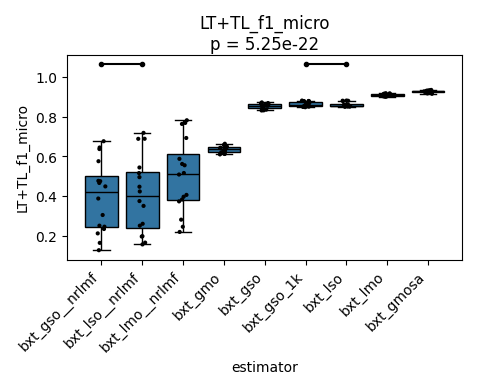 LT+TL_f1_micro
p = 5.25e-22
LT+TL_f1_micro
1.0
0.8
0.6
0.4
0.2
bxt_gso__nrlmf
bxt_lso__nrlmf
bxt_lmo__nrlmf
bxt_gmo
bxt_gso
bxt_gso_1k
bxt_lso
bxt_lmo
bxt_gmosa
estimator